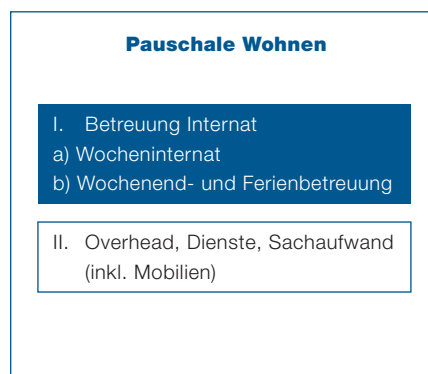 Pauschale Wohnen
I. Betreuung Internat
a) Wocheninternat
b) Wochenend- und Ferienbetreuung
II. Overhead, Dienste, Sachaufwand
(inkl. Mobilien)